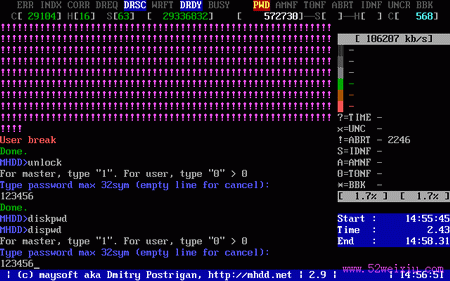 ERR INDX CORR DREQ DRSC WRFT DRDY BUSY PWD AMNF TONF ABRT IDNF UNCR BBK
C[ 29104] H[16] S[63] [ 29336832] [ 572730]—S[ ]—H[ ] C[ 568]
[ 106207 kb/s]
?=TIME -
×=UNC -
!=ABRT - 2246
S=IDNF -
A=AMNF -
0=TONF -
*=BBK -
[ 1.7% ] [ 1.7% ]
!!!!
User break
Done.
MHDD>unlock
For master, type "1". For user, type "0" > 0
Type password max 32sym (empty line for cancel):
123456
Done.
MHDD>diskpwd
MHDD>dispwd
For master, type "1". For user, type "0" > 0
Type password max 32sym (empty line for cancel):
123456_
Start : 14:55:45
Time : 2.43
End : 14:58.31
www.52weixiu.com
¦ (c) maysoft aka Dmitry Postrigan, http://mhdd.net ¦ 2.9 ¦ ¦ 14:56:51